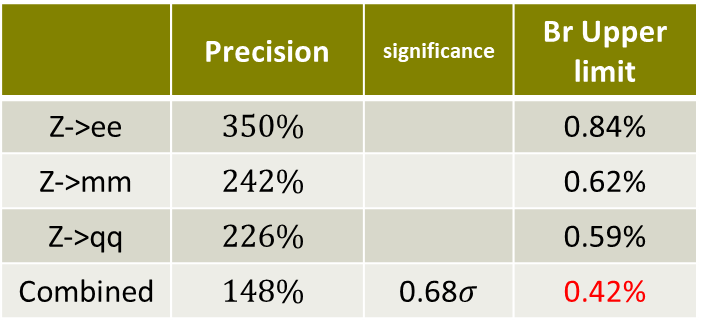 Precision significance Br Upper
limit
Z->ee 350% 0.84%
Z->mm 242% 0.62%
Z->qq 226% 0.59%
Combined 148% 0.68σ 0.42%